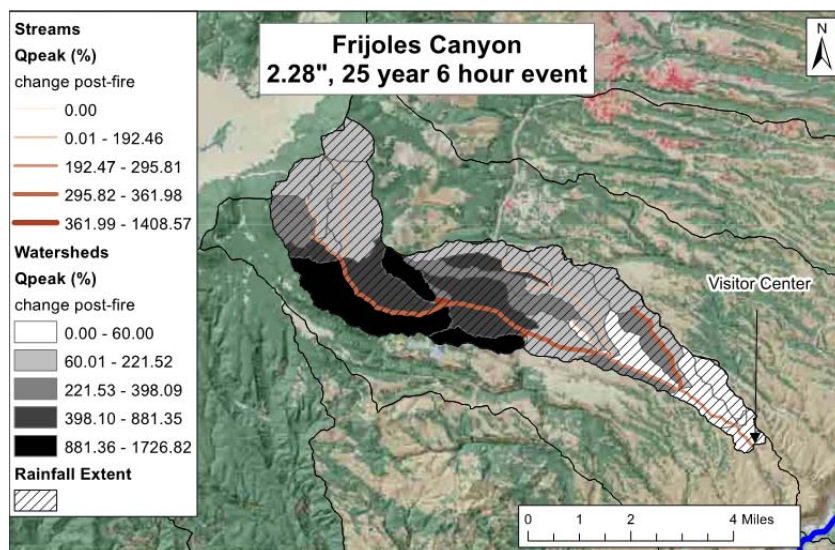 Streams
Qpeak (%)
change post-fire
0.00
0.01 - 192.46
192.47 - 295.81
295.82 - 361.98
361.99 - 1408.57
Watersheds
Qpeak (%)
change post-fire
0.00 - 60.00
60.01 - 221.52
221.53 - 398.09
398.10 - 881.35
881.36 - 1726.82
Rainfall Extent
Frijoles Canyon
2.28", 25 year 6 hour event
N
Visitor Center
0 1 2 4 Miles